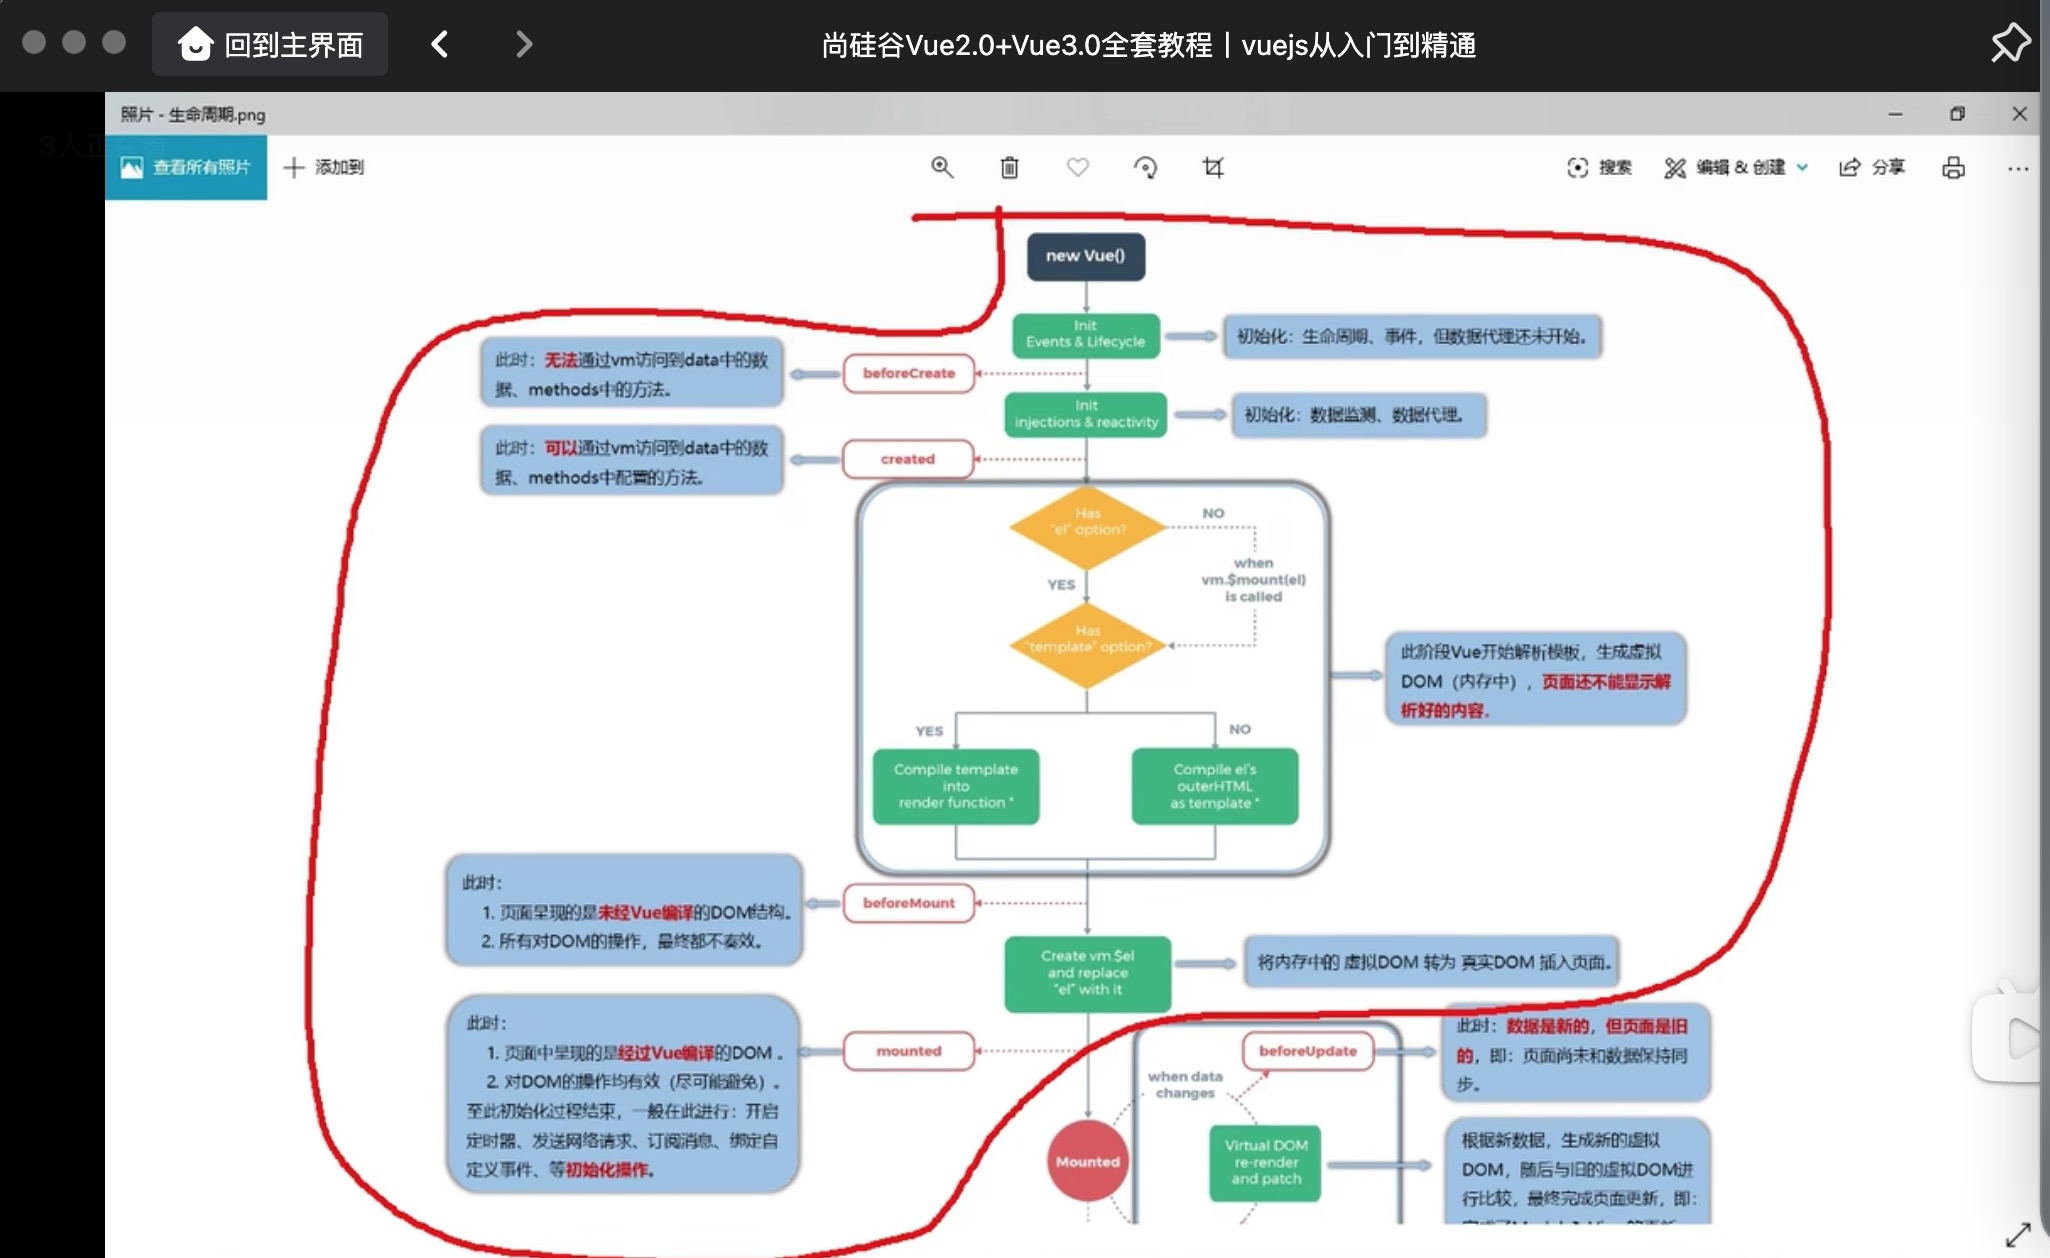 回到主界面
尚硅谷Vue2.0+Vue3.0全套教程丨vuejs从入门到精通
照片 - 生命周期.png
查看所有照片
添加到
搜索
编辑 & 创建
分享
new Vue()
Init
Events & Lifecycle
初始化：生命周期、事件，但数据代理还未开始。
此时：无法通过vm访问到data中的数
据、methods中的方法。
beforeCreate
Init
injections & reactivity
初始化：数据监测、数据代理。
此时：可以通过vm访问到data中的数
据、methods中配置的方法。
created
Has
"el" option?
NO
when
vm.$mount(el)
is called
YES
Has
"template" option?
此阶段Vue开始解析模板，生成虚拟
DOM（内存中），页面还不能显示解
析好的内容。
YES
NO
Compile template
into
render function *
Compile el's
outerHTML
as template *
此时：
1. 页面呈现的是未经Vue编译的DOM结构。
2. 所有对DOM的操作，最终都不奏效。
beforeMount
Create vm.$el
and replace
"el" with it
将内存中的 虚拟DOM 转为 真实DOM 插入页面。
此时：
1. 页面中呈现的是经过Vue编译的DOM 。
2. 对DOM的操作均有效（尽可能避免）。
至此初始化过程结束，一般在此进行：开启
定时器、发送网络请求、订阅消息、绑定自
定义事件、等初始化操作。
mounted
beforeUpdate
此时：数据是新的，但页面是旧
的，即：页面尚未和数据保持同
步。
when data
changes
Mounted
Virtual DOM
re-render
and patch
根据新数据，生成新的虚拟
DOM，随后与旧的虚拟DOM进
行比较，最终完成页面更新，即：